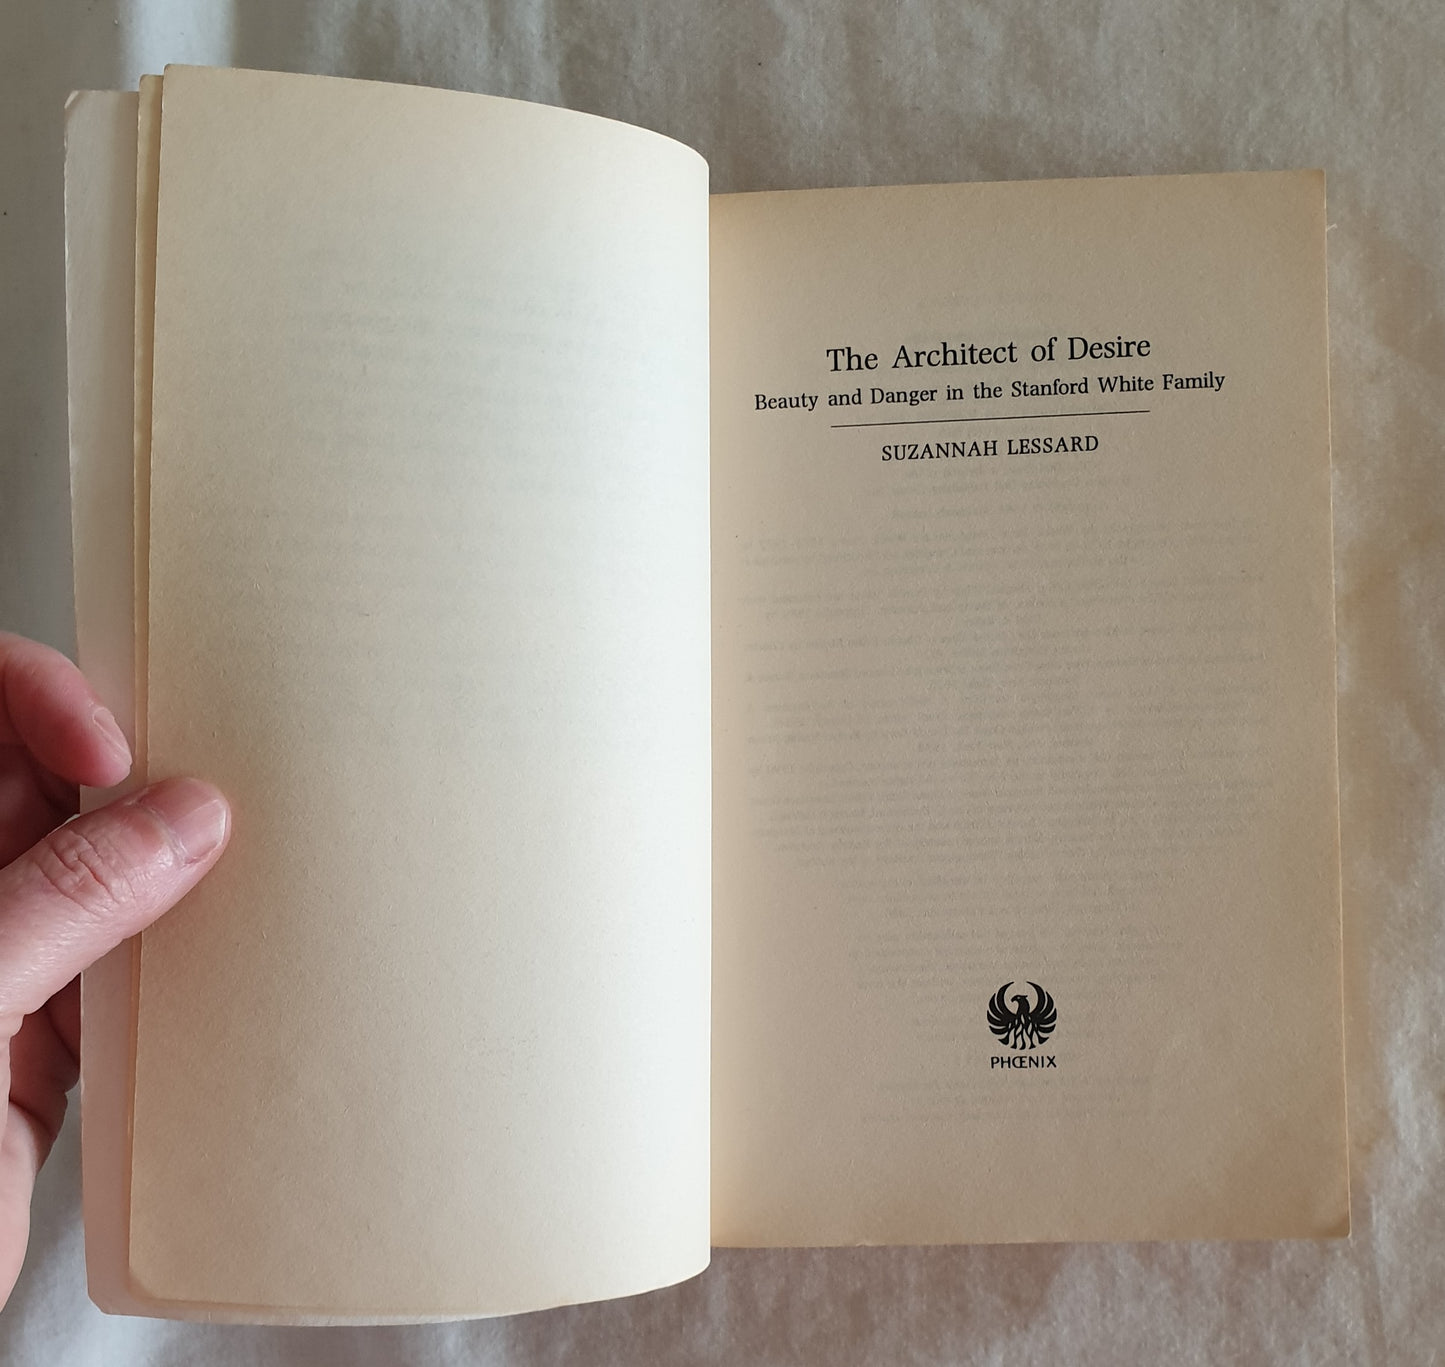 The Architect of Desire
Beauty and Danger in the Stanford White Family
SUZANNAH LESSARD
PHŒNIX